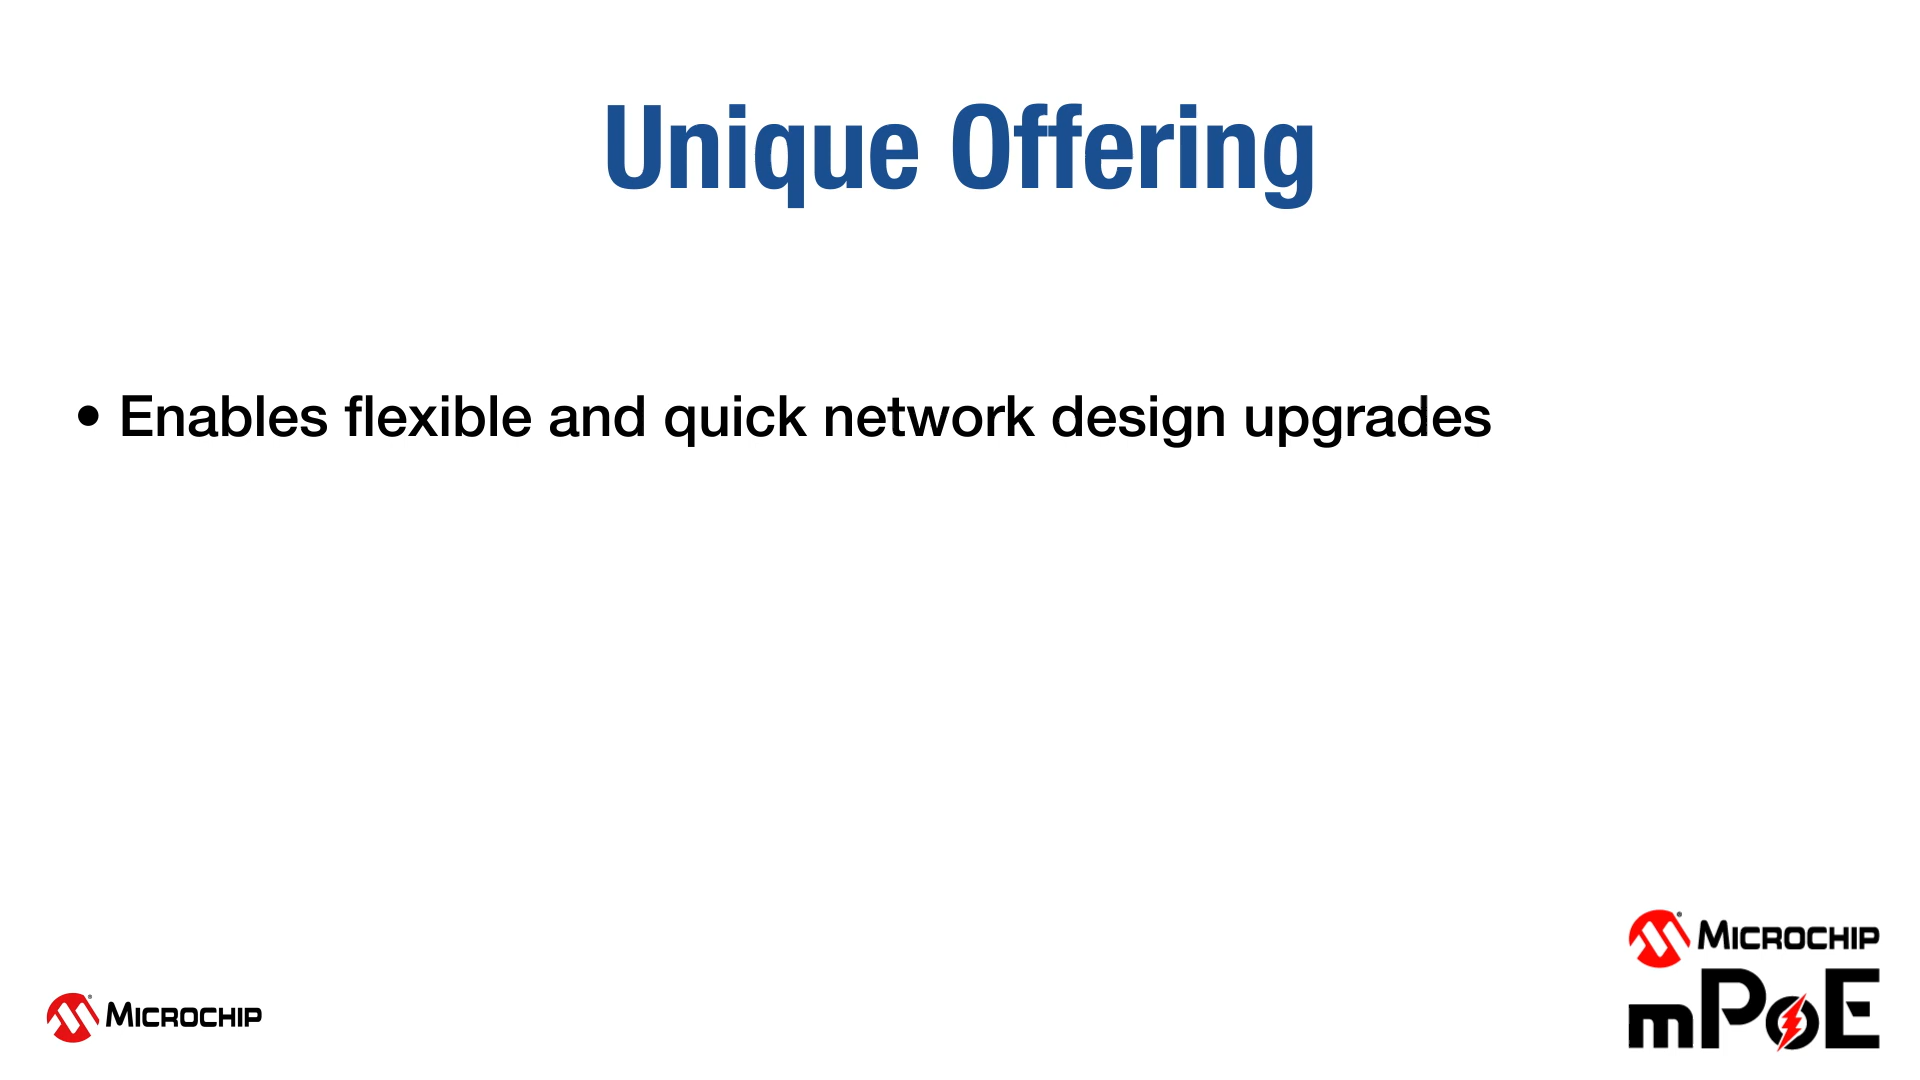 Unique Offering
• Enables flexible and quick network design upgrades
MICROCHIP
MICROCHIP
mPoE